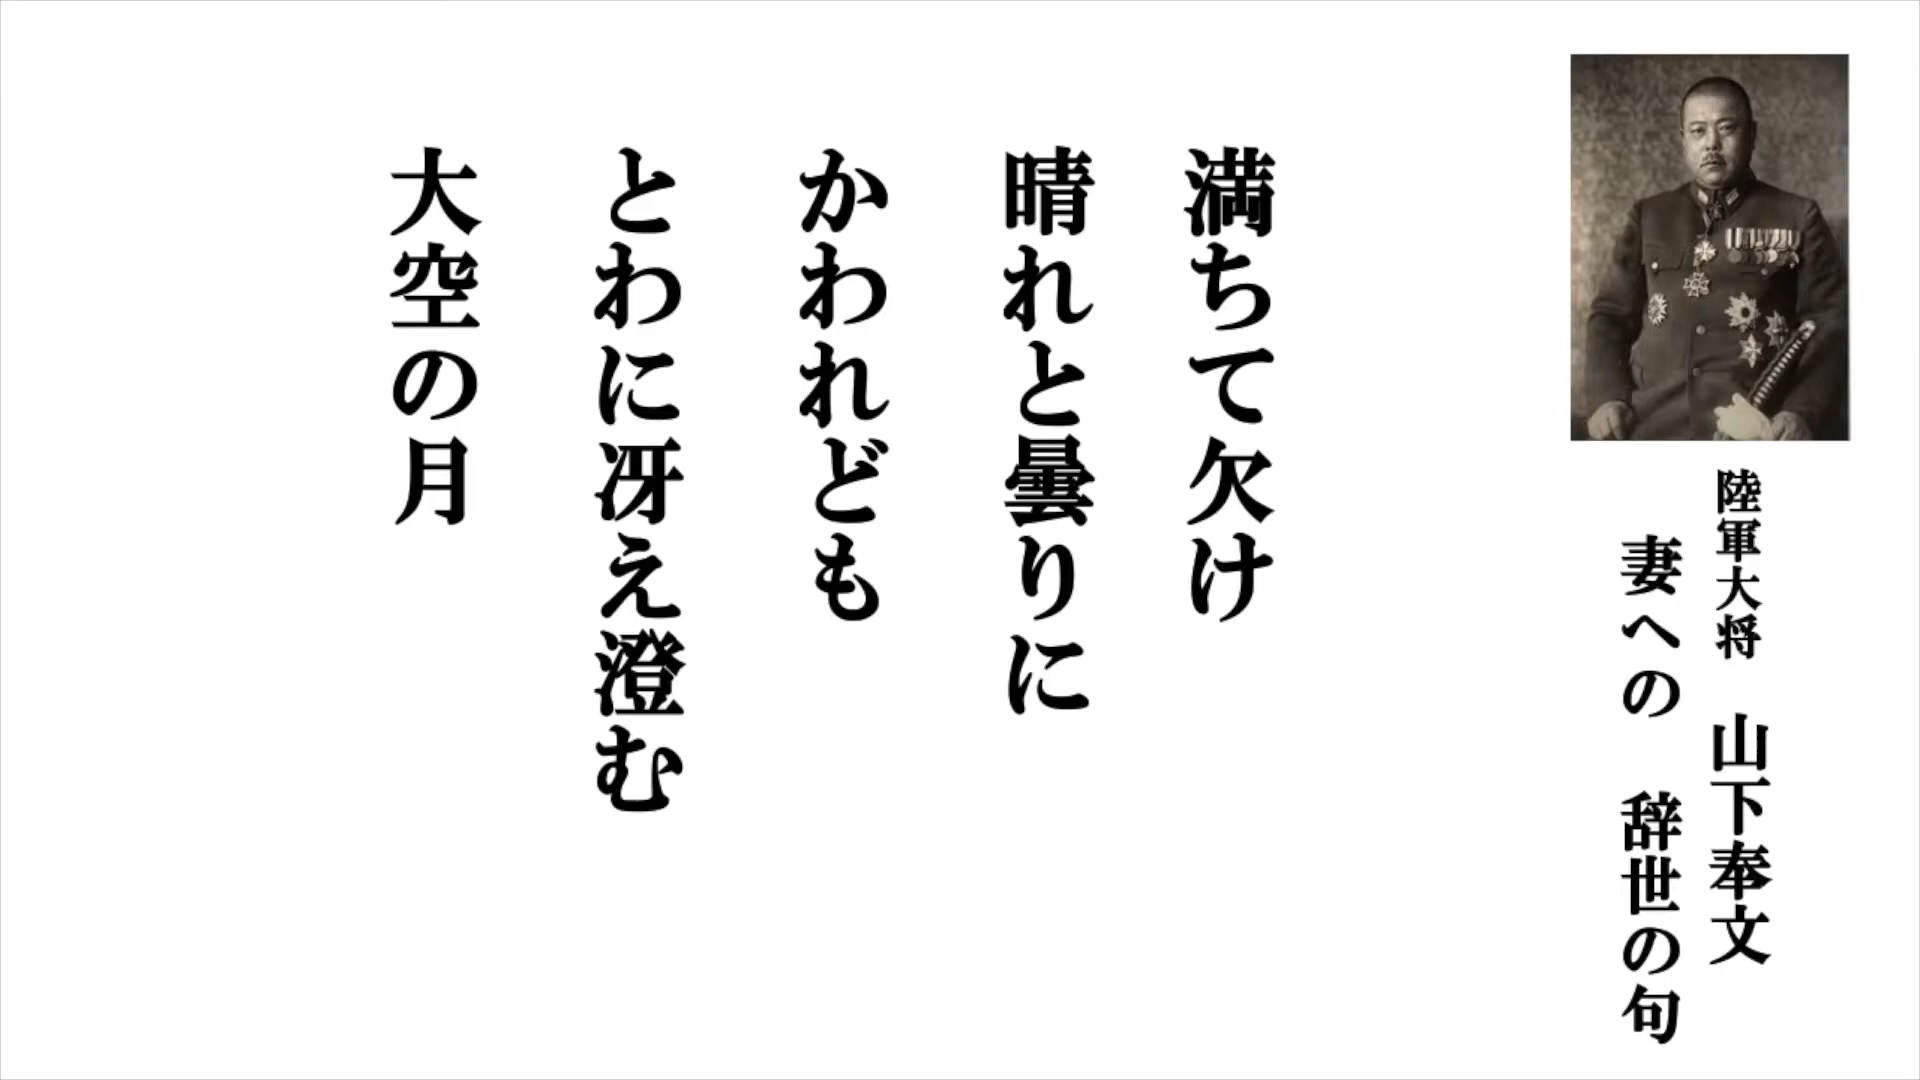 陸軍大将　山下奉文
妻への　辞世の句
満ちて欠け
晴れと曇りに
かわれども
とわに冴え澄む
大空の月